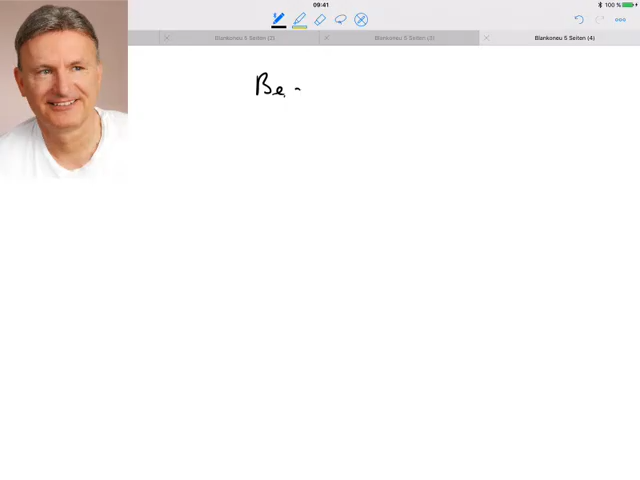 09:41
100 %
Blankoneu 5 Seiten (2)
Blankoneu 5 Seiten (3)
Blankoneu 5 Seiten (4)
Be -